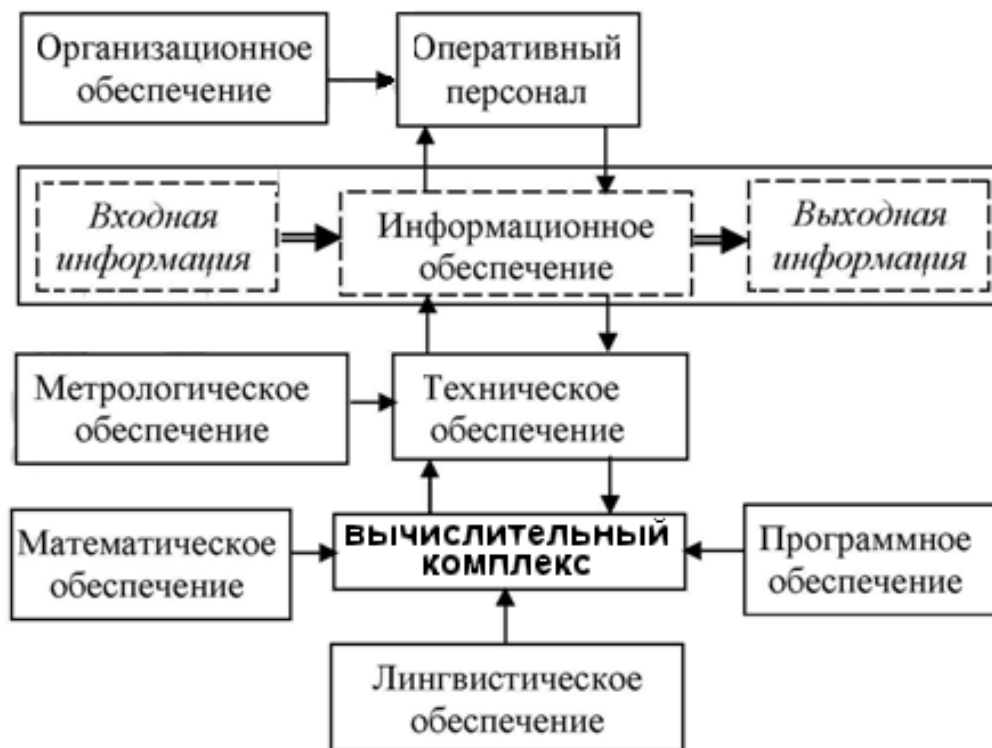 Организационное
обеспечение
Оперативный
персонал
Входная
информация
Информационное
обеспечение
Выходная
информация
Метрологическое
обеспечение
Техническое
обеспечение
Математическое
обеспечение
вычислительный
комплекс
Программное
обеспечение
Лингвистическое
обеспечение